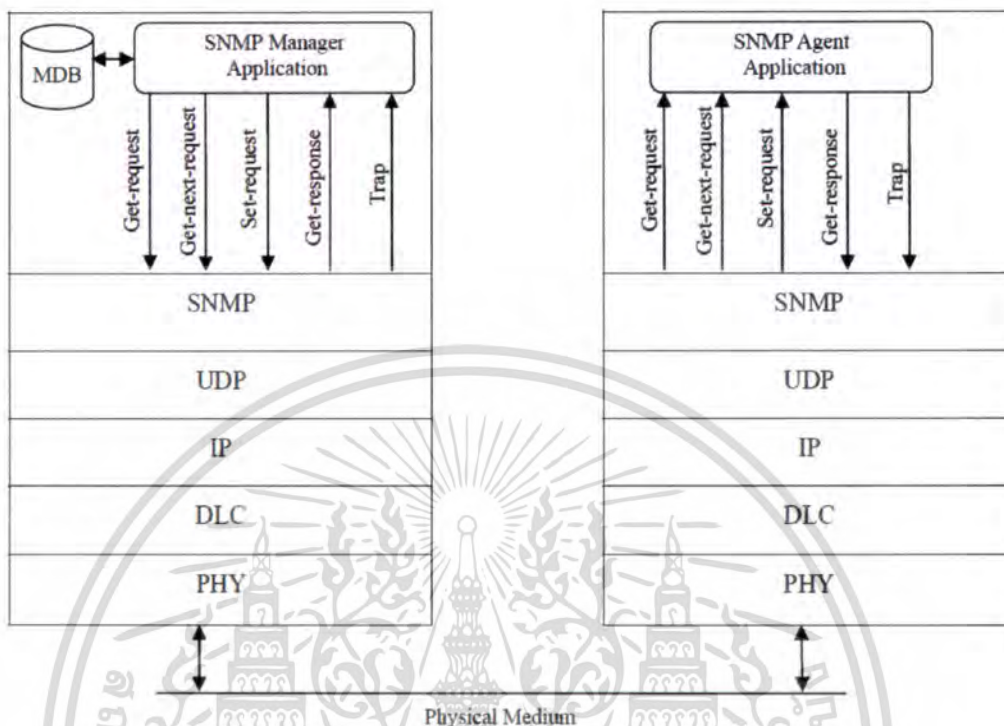 MDB
SNMP Manager
Application
Get-request
Get-next-request
Set-request
Get-response
Trap
SNMP
UDP
IP
DLC
PHY
SNMP Agent
Application
Get-request
Get-next-request
Set-request
Get-response
Trap
SNMP
UDP
IP
DLC
PHY
Physical Medium